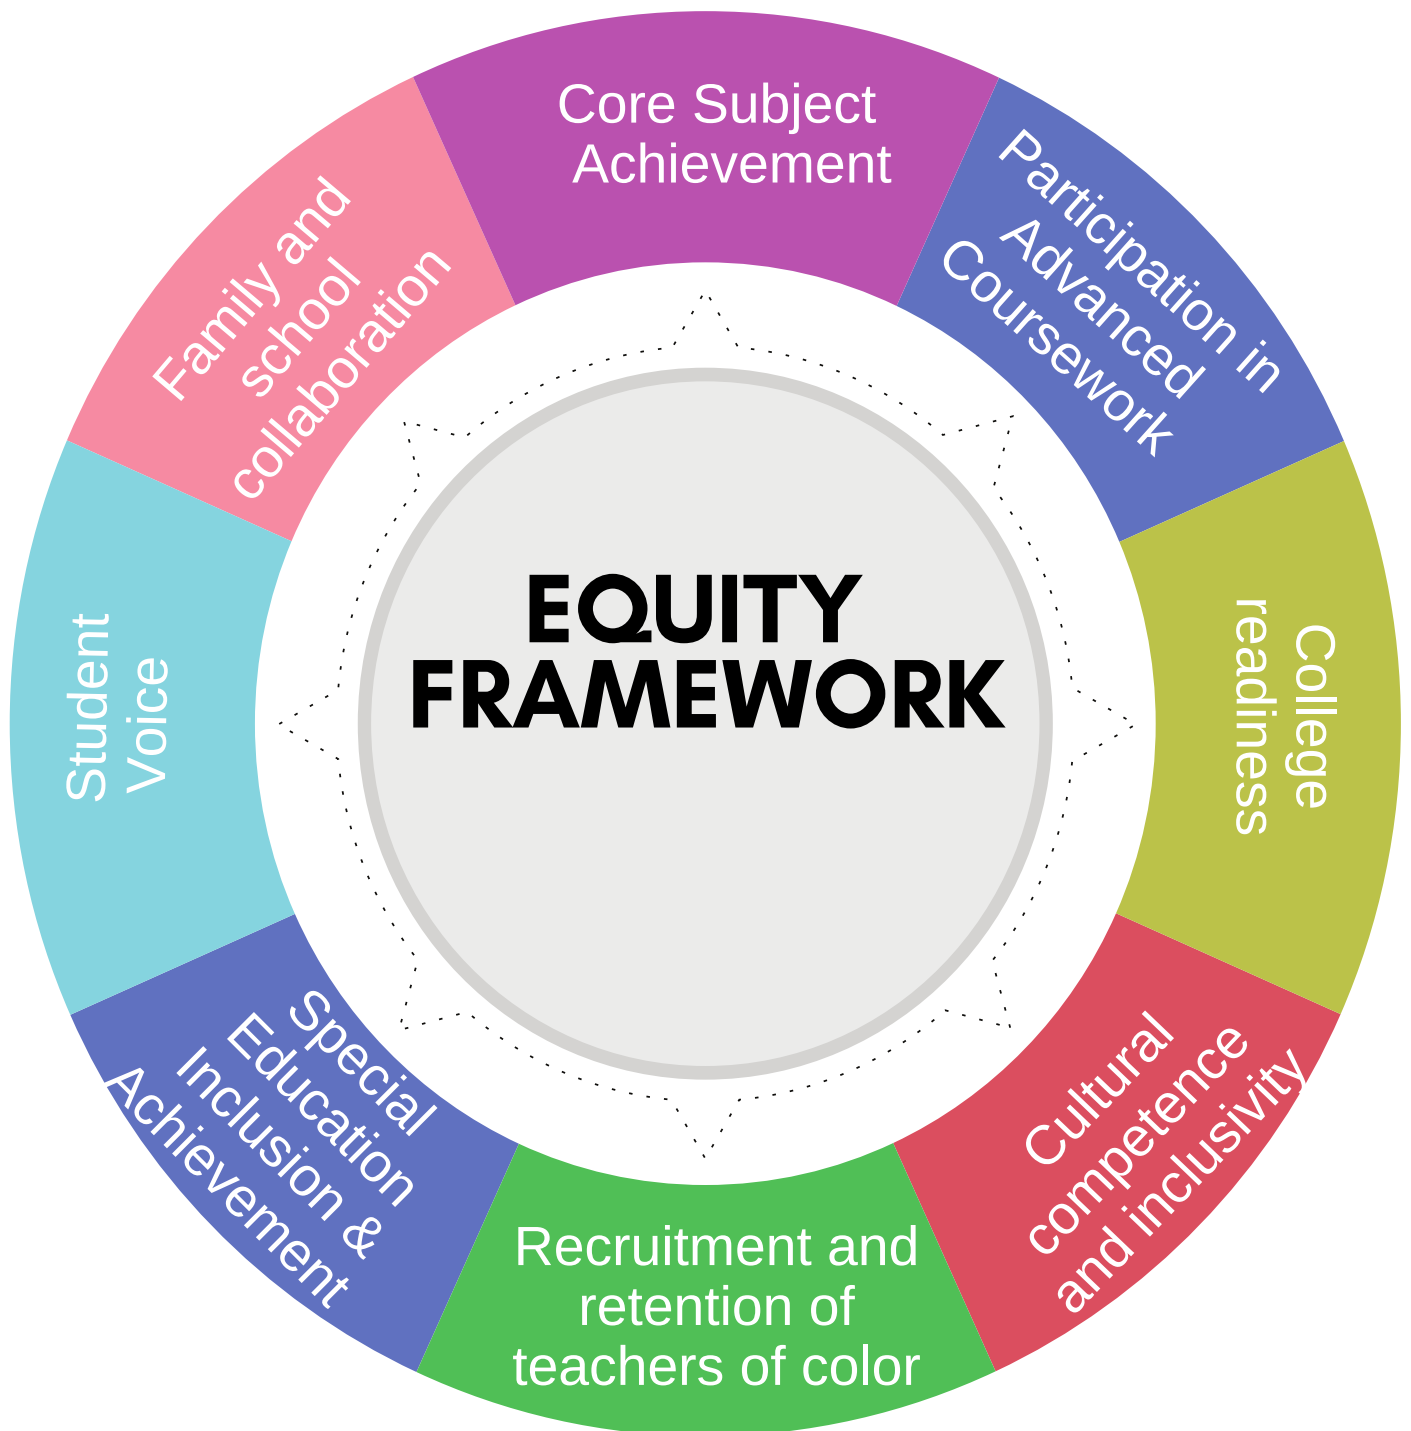 Core Subject
Achievement
Participation in
Advanced
Coursework
College
readiness
Cultural
competence
and inclusivity
Recruitment and
retention of
teachers of color
Special
Education
Inclusion &
Achievement
Student
Voice
Family and
school
collaboration
EQUITY
FRAMEWORK